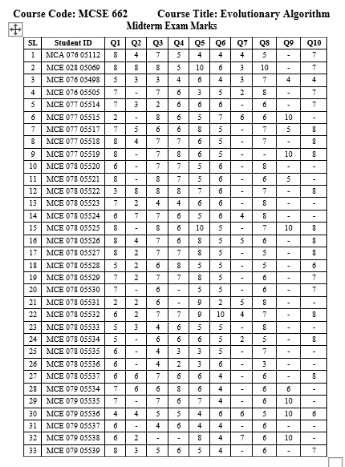 Course Code: MCSE 662 Course Title: Evolutionary Algorithm
Midterm Exam Marks
SL Student ID Q1 Q2 Q3 Q4 Q5 Q6 Q7 Q8 Q9 Q10
1 MCA 076 05112 8 4 7 5 4 4 4 5 - 7
2 MCE 028 05069 8 8 8 5 10 6 3 10 - 7
3 MCE 076 05498 5 3 3 4 6 4 3 7 4 4
4 MCE 076 05505 7 - 7 6 3 5 2 8 - 7
5 MCE 077 05514 7 3 2 6 6 6 - 6 - 7
6 MCE 077 05515 2 - 8 6 5 7 6 6 10 -
7 MCE 077 05517 7 5 6 6 8 5 - 7 5 8
8 MCE 077 05518 8 4 7 7 6 5 - 7 - 8
9 MCE 077 05519 8 - 7 8 6 5 - - 10 8
10 MCE 078 05520 6 - 7 7 5 6 - 8 - -
11 MCE 078 05521 8 - 8 7 5 6 - 6 5 -
12 MCE 078 05522 3 8 8 8 7 6 - 7 - 8
13 MCE 078 05523 7 2 4 4 6 6 - 8 - -
14 MCE 078 05524 6 7 7 6 5 6 4 8 - -
15 MCE 078 05525 8 - 8 6 10 5 - 7 10 8
16 MCE 078 05526 8 4 7 6 8 5 5 6 - 8
17 MCE 078 05527 8 2 7 7 8 5 - 5 - 8
18 MCE 078 05528 5 2 6 8 5 5 - 5 - 6
19 MCE 078 05529 7 2 7 7 8 5 - 6 - 7
20 MCE 078 05530 7 - 6 - 5 5 - 6 - 7
21 MCE 078 05531 2 2 6 - 9 2 5 8 - -
22 MCE 078 05532 6 2 7 7 9 10 4 7 - 8
23 MCE 078 05533 5 3 4 6 5 5 - 8 - -
24 MCE 078 05534 5 - 6 6 6 5 2 5 - 8
25 MCE 078 05535 6 - 4 3 3 5 - 7 - -
26 MCE 078 05536 6 - 4 2 3 6 - 3 - -
27 MCE 078 05537 6 6 7 6 6 4 - 6 - 8
28 MCE 079 05534 7 6 6 8 6 4 - 6 6 -
29 MCE 079 05535 7 - 7 6 7 4 - 6 10 -
30 MCE 079 05536 4 4 5 5 4 6 6 5 10 6
31 MCE 079 05537 6 - 4 6 4 4 - 6 - -
32 MCE 079 05538 6 2 - - 8 4 7 6 10 -
33 MCE 079 05539 8 3 5 6 5 4 - 6 - 7